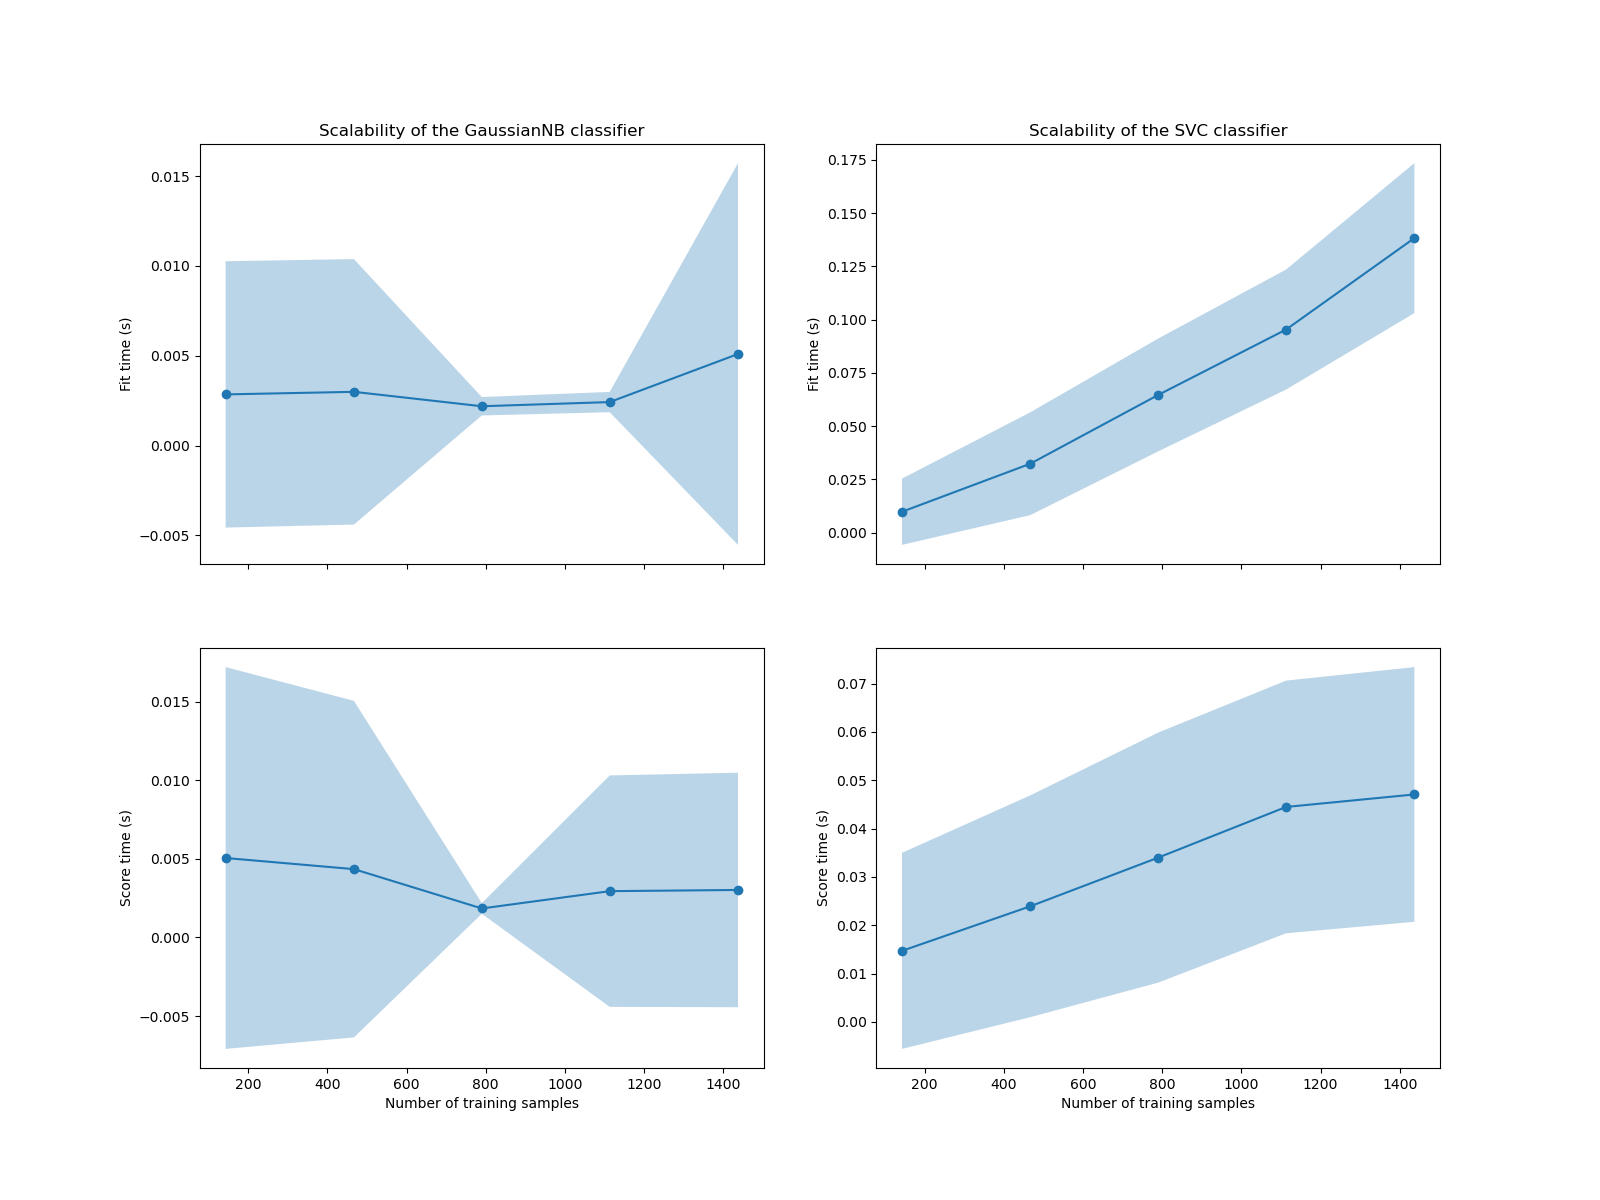 Scalability of the GaussianNB classifier
0.015
0.010
0.005
0.000
−0.005
Fit time (s)
Scalability of the SVC classifier
0.175
0.150
0.125
0.100
0.075
0.050
0.025
0.000
Fit time (s)
0.015
0.010
0.005
0.000
−0.005
Score time (s)
200 400 600 800 1000 1200 1400
Number of training samples
0.07
0.06
0.05
0.04
0.03
0.02
0.01
0.00
Score time (s)
200 400 600 800 1000 1200 1400
Number of training samples